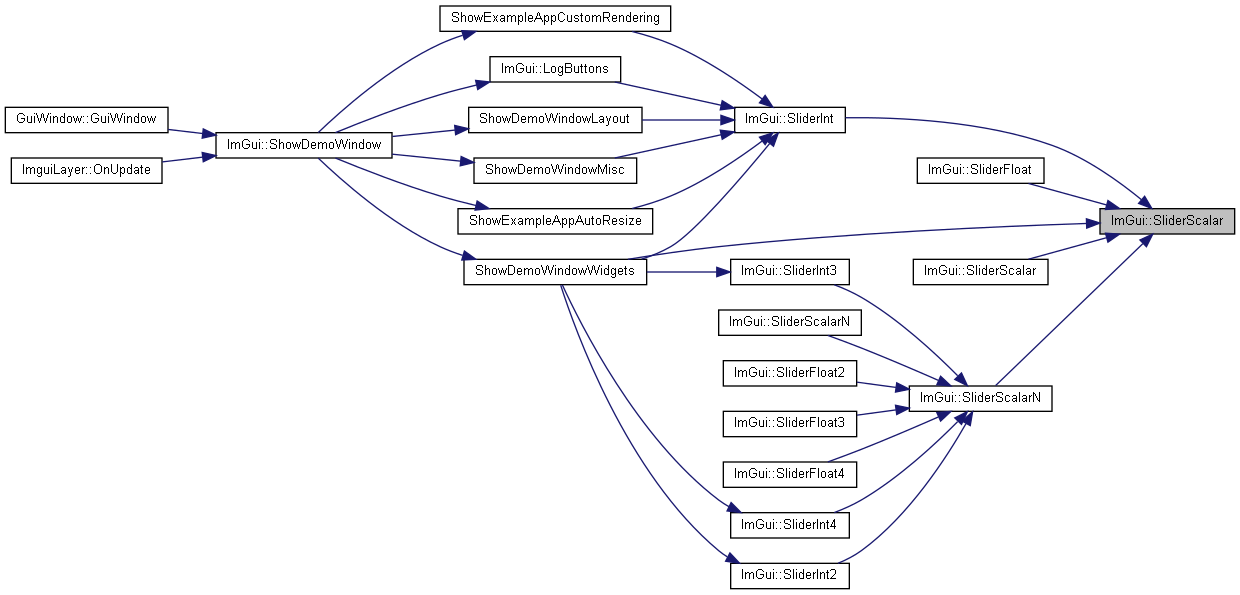 ShowExampleAppCustomRendering
ImGui::LogButtons
GuiWindow::GuiWindow
ShowDemoWindowLayout
ImGui::SliderInt
ImGui::ShowDemoWindow
ImguiLayer::OnUpdate
ShowDemoWindowMisc
ImGui::SliderFloat
ShowExampleAppAutoResize
ImGui::SliderScalar
ShowDemoWindowWidgets
ImGui::SliderInt3
ImGui::SliderScalar
ImGui::SliderScalarN
ImGui::SliderFloat2
ImGui::SliderScalarN
ImGui::SliderFloat3
ImGui::SliderFloat4
ImGui::SliderInt4
ImGui::SliderInt2